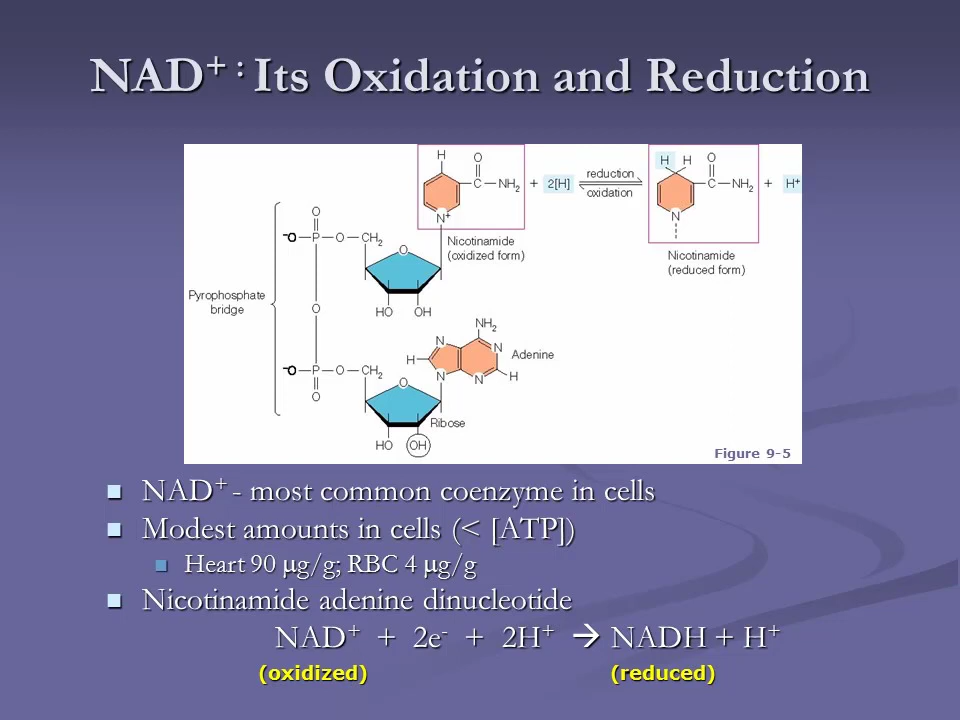 NAD⁺ : Its Oxidation and Reduction
H
O
C
NH₂
N⁺
+ 2[H]
reduction
oxidation
H H
O
C
NH₂
N
+ H⁺
Nicotinamide
(oxidized form)
Nicotinamide
(reduced form)
O
⁻O—P—O—CH₂
O
HO OH
Pyrophosphate
bridge
O
NH₂
N
N
H
Adenine
N
N
H
⁻O—P—O—CH₂
O
O
Ribose
HO OH
Figure 9-5
NAD⁺ - most common coenzyme in cells
Modest amounts in cells (< [ATP])
Heart 90 μg/g; RBC 4 μg/g
Nicotinamide adenine dinucleotide
NAD⁺ + 2e⁻ + 2H⁺ → NADH + H⁺
(oxidized) (reduced)